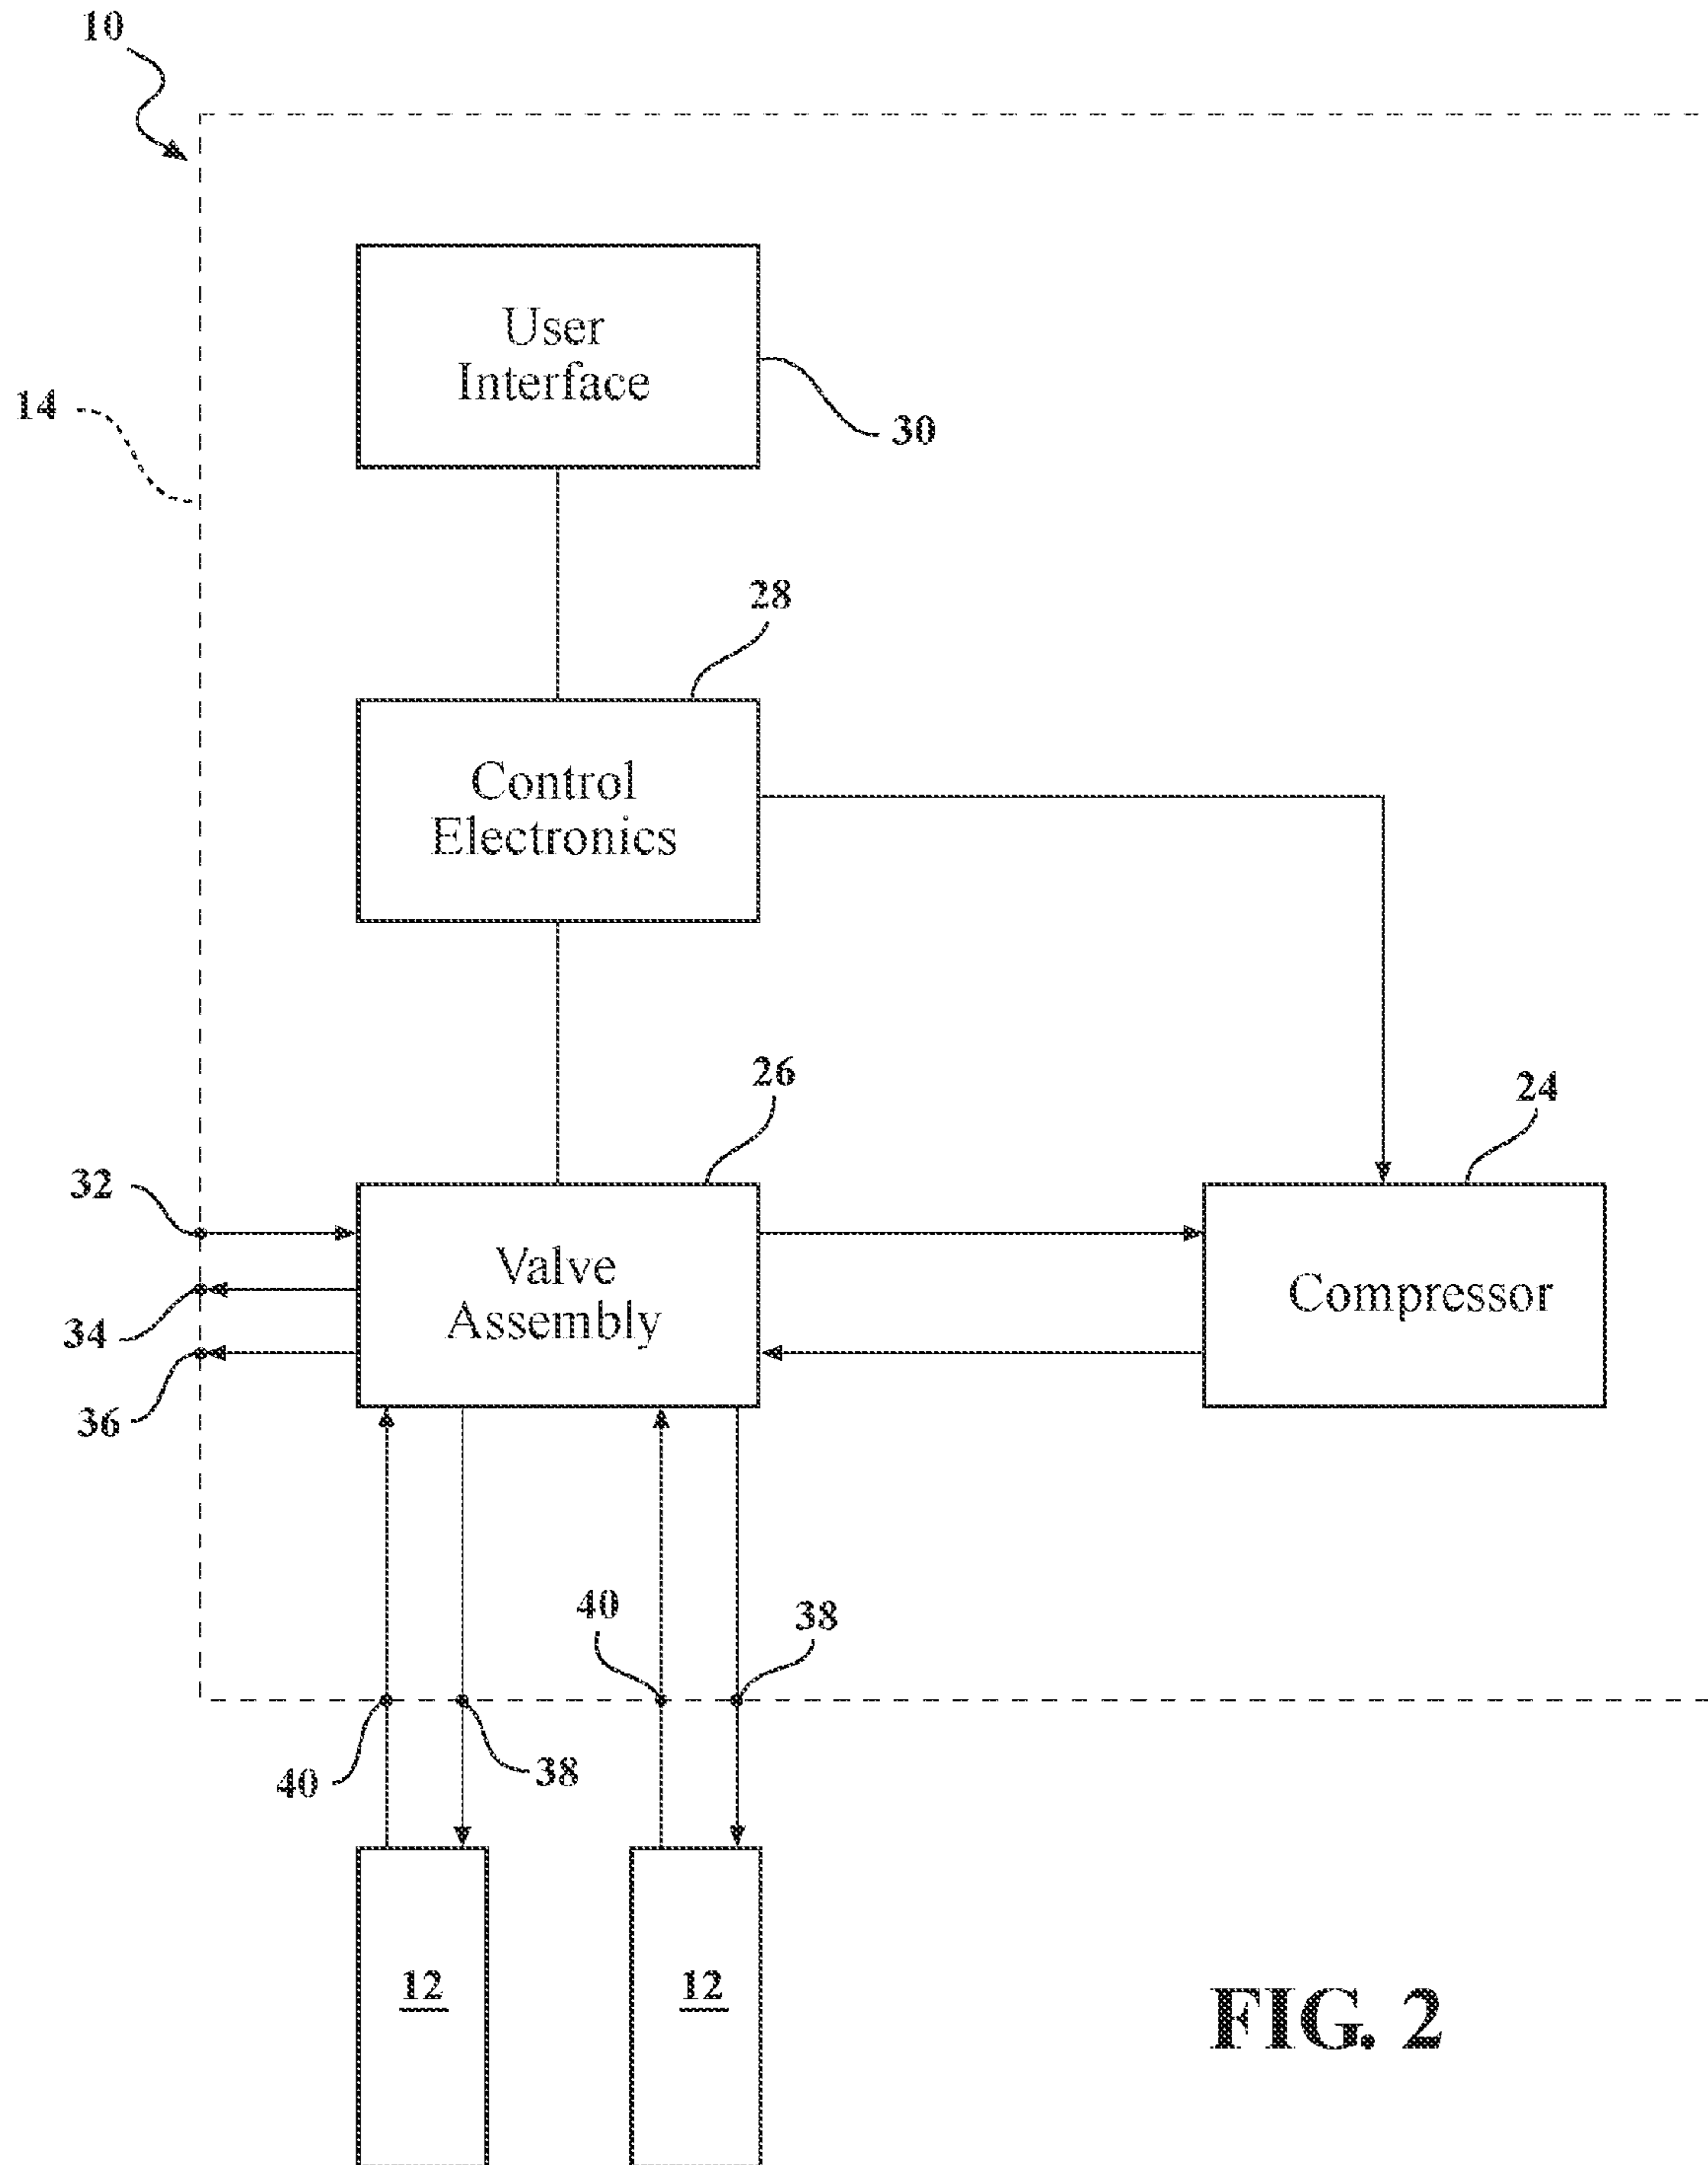 10
User
Interface
14
30
28
Control
Electronics
26
24
32
Valve
Assembly
Compressor
34
36
40
38
40
38
12
12
FIG. 2